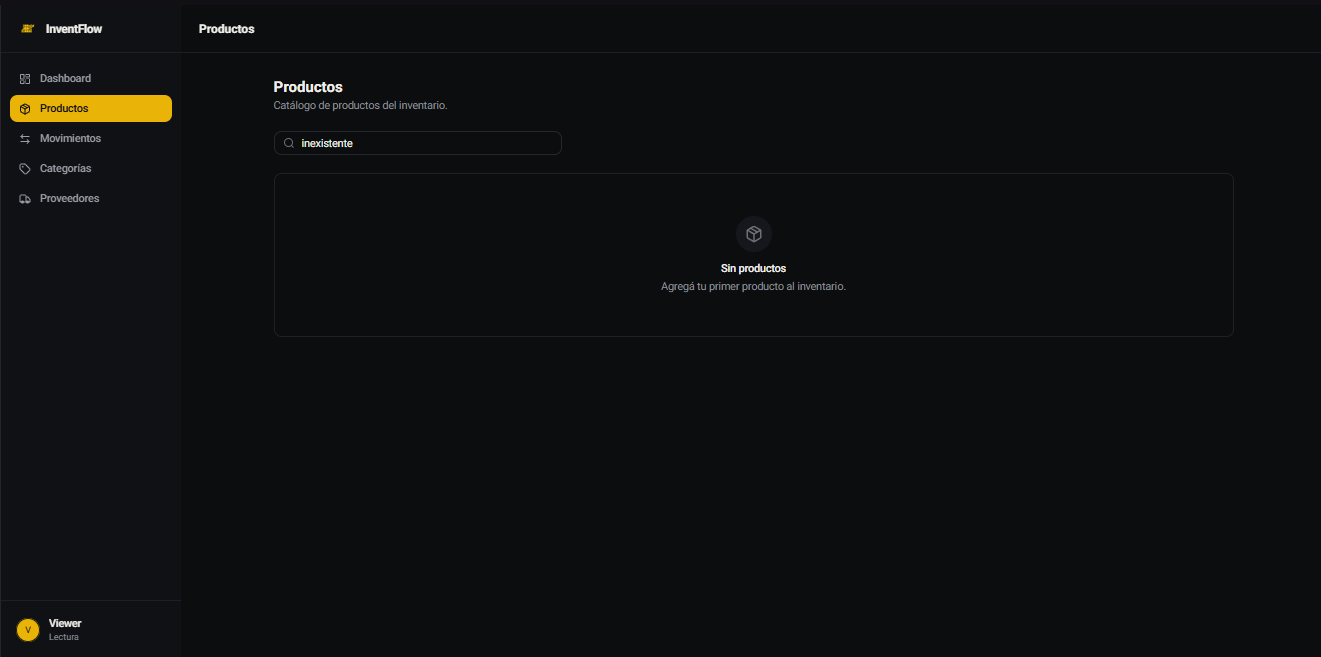 InventFlow
Productos
Dashboard
Productos
Movimientos
Categorías
Proveedores
Productos
Catálogo de productos del inventario.
inexistente
Sin productos
Agregá tu primer producto al inventario.
V
Viewer
Lectura